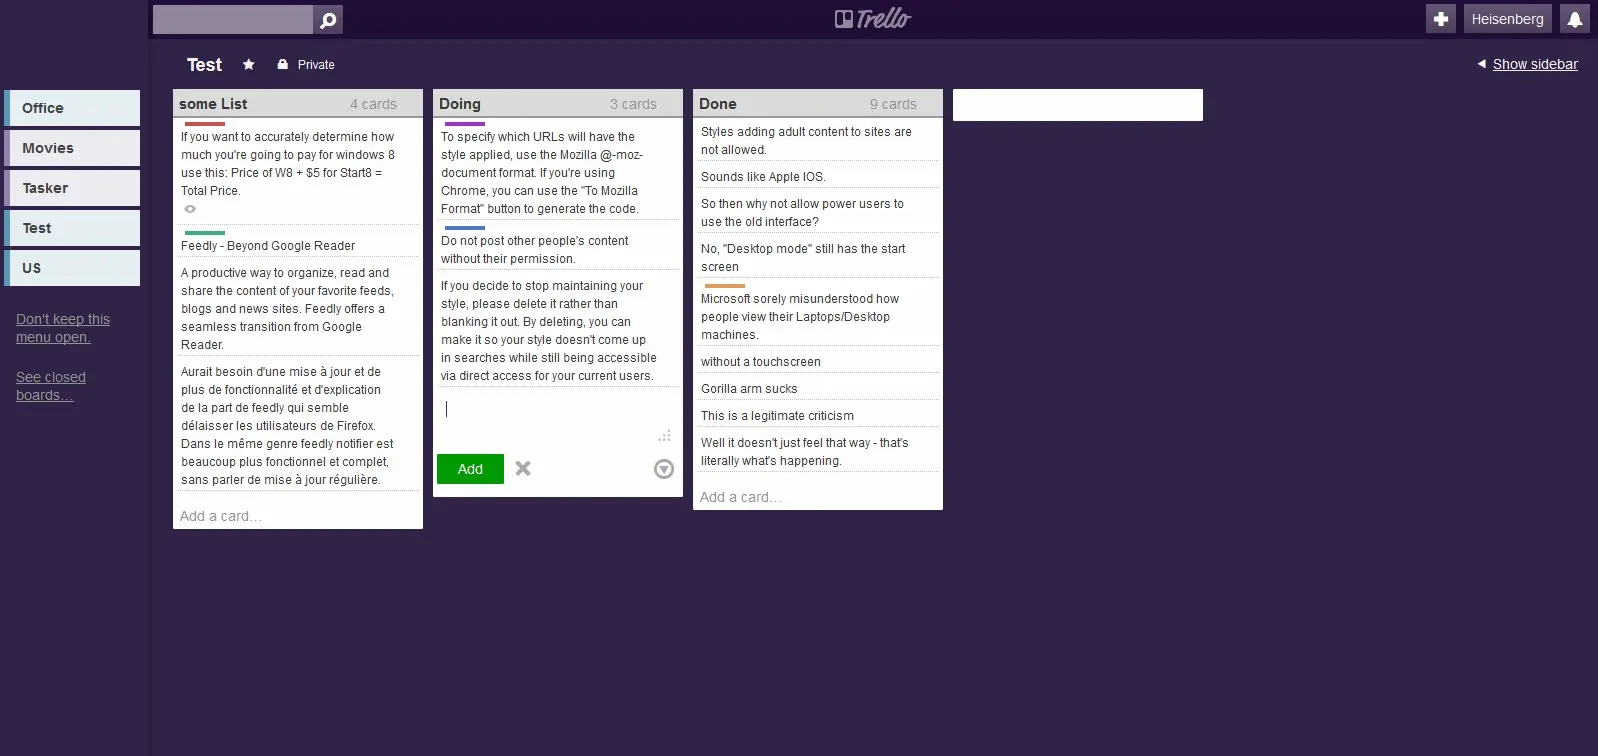 Trello
Heisenberg
Test
Private
Show sidebar
Office
Movies
Tasker
Test
US
Don't keep this
menu open.
See closed
boards...
some List 4 cards
If you want to accurately determine how
much you're going to pay for windows 8
use this: Price of W8 + $5 for Start8 =
Total Price.
Feedly - Beyond Google Reader
A productive way to organize, read and
share the content of your favorite feeds,
blogs and news sites. Feedly offers a
seamless transition from Google
Reader.
Aurait besoin d'une mise à jour et de
plus de fonctionnalité et d'explication
de la part de feedly qui semble
délaisser les utilisateurs de Firefox.
Dans le même genre feedly notifier est
beaucoup plus fonctionnel et complet,
sans parler de mise à jour régulière.
Add a card...
Doing 3 cards
To specify which URLs will have the
style applied, use the Mozilla @-moz-
document format. If you're using
Chrome, you can use the "To Mozilla
Format" button to generate the code.
Do not post other people's content
without their permission.
If you decide to stop maintaining your
style, please delete it rather than
blanking it out. By deleting, you can
make it so your style doesn't come up
in searches while still being accessible
via direct access for your current users.
Add
Done 9 cards
Styles adding adult content to sites are
not allowed.
Sounds like Apple IOS.
So then why not allow power users to
use the old interface?
No, "Desktop mode" still has the start
screen
Microsoft sorely misunderstood how
people view their Laptops/Desktop
machines.
without a touchscreen
Gorilla arm sucks
This is a legitimate criticism
Well it doesn't just feel that way - that's
literally what's happening.
Add a card...